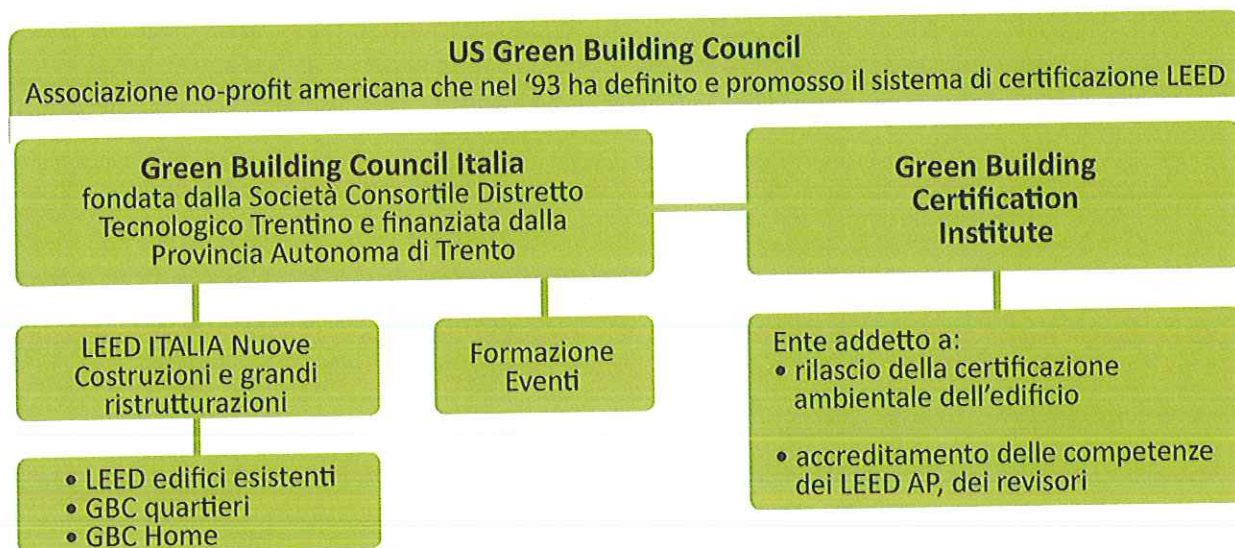 US Green Building Council
Associazione no-profit americana che nel ‘93 ha definito e promosso il sistema di certificazione LEED
Green Building Council Italia
fondata dalla Società Consortile Distretto
Tecnologico Trentino e finanziata dalla
Provincia Autonoma di Trento
Green Building
Certification
Institute
LEED ITALIA Nuove
Costruzioni e grandi
ristrutturazioni
Formazione
Eventi
Ente addetto a:
• rilascio della certificazione
ambientale dell’edificio
• accreditamento delle competenze
dei LEED AP, dei revisori
• LEED edifici esistenti
• GBC quartieri
• GBC Home